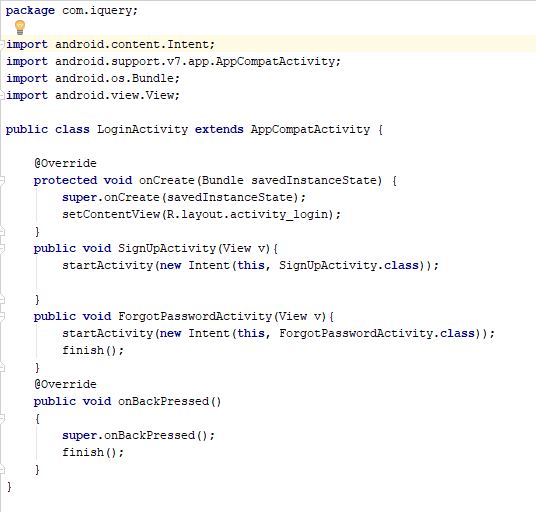 package com.iquery;
import android.content.Intent;
import android.support.v7.app.AppCompatActivity;
import android.os.Bundle;
import android.view.View;
public class LoginActivity extends AppCompatActivity {
@Override
protected void onCreate(Bundle savedInstanceState) {
super.onCreate(savedInstanceState);
setContentView(R.layout.activity_login);
}
public void SignUpActivity(View v){
startActivity(new Intent(this, SignUpActivity.class));
}
public void ForgotPasswordActivity(View v){
startActivity(new Intent(this, ForgotPasswordActivity.class));
finish();
}
@Override
public void onBackPressed()
{
super.onBackPressed();
finish();
}
}